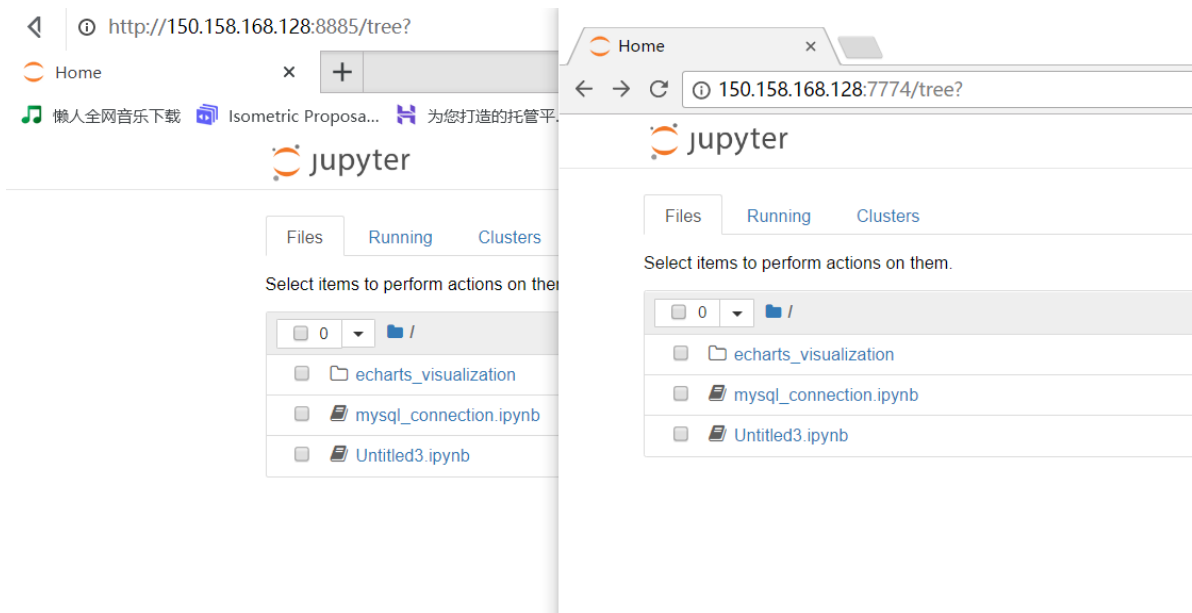 http://150.158.168.128:8885/tree?
Home
懒人全网音乐下载 Isometric Proposa... 为您打造的托管平.
jupyter
Files Running Clusters
Select items to perform actions on
0 /
echarts_visualization
mysql_connection.ipynb
Untitled3.ipynb
Home
150.158.168.128:7774/tree?
jupyter
Files Running Clusters
Select items to perform actions on them.
0 /
echarts_visualization
mysql_connection.ipynb
Untitled3.ipynb